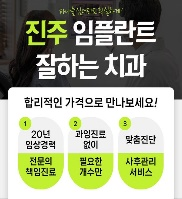 진주 임플란트
잘하는 치과
합리적인 가격으로 만나보세요!
1
20년
임상경력
전문의
책임진료
2
과잉진료
없이
필요한
개수만
3
맞춤진단
사후관리
서비스